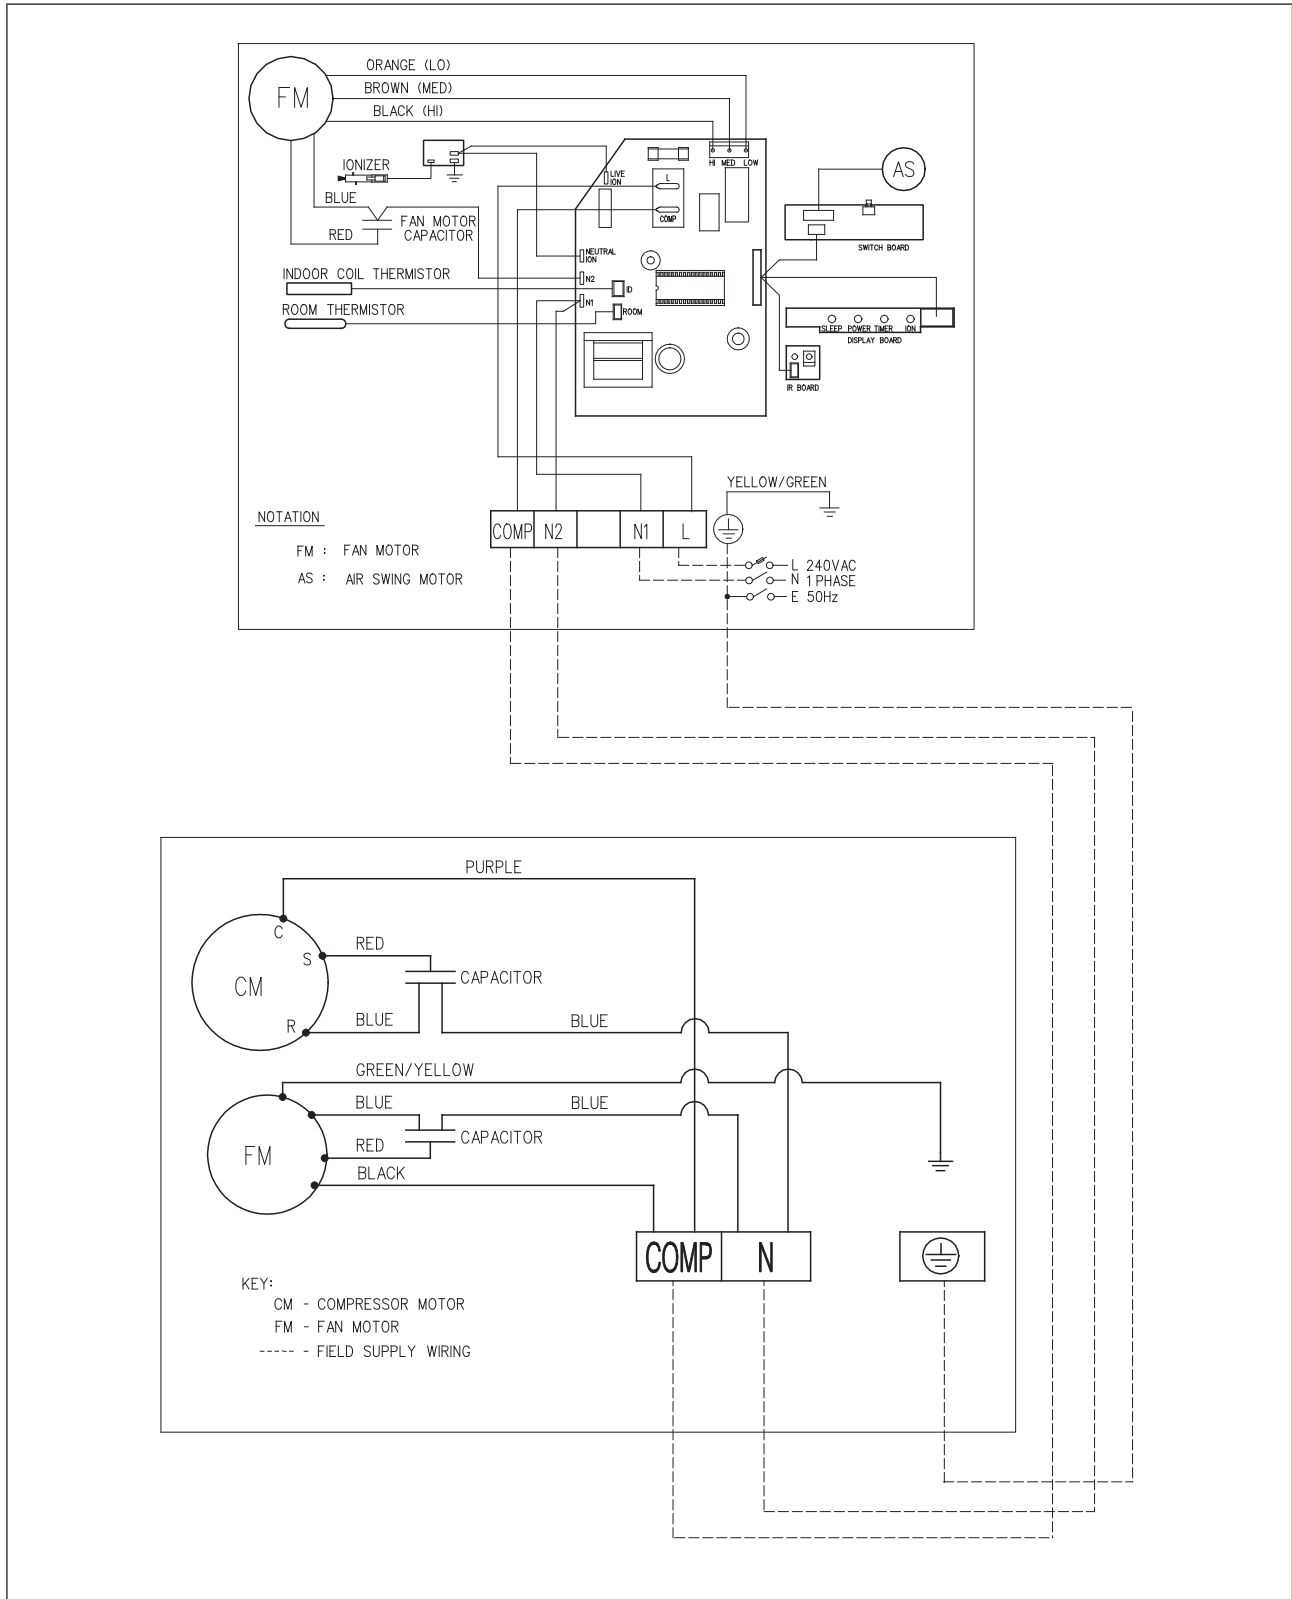 ORANGE (LO)
BROWN (MED)
BLACK (HI)
FM
IONIZER
BLUE
RED
FAN MOTOR
CAPACITOR
INDOOR COIL THERMISTOR
ROOM THERMISTOR
HI MED LOW
LIVE
ION
L
COMP
NEUTRAL
ION
N2
N1
ID
ROOM
AS
SWITCH BOARD
SLEEP POWER TIMER ION
DISPLAY BOARD
IR BOARD
YELLOW/GREEN
NOTATION
FM : FAN MOTOR
AS : AIR SWING MOTOR
COMP N2 N1 L
L 240VAC
N 1 PHASE
E 50Hz
PURPLE
C
S
R
CM
RED
CAPACITOR
BLUE
BLUE
GREEN/YELLOW
BLUE
BLUE
FM
CAPACITOR
RED
BLACK
COMP N
KEY:
CM - COMPRESSOR MOTOR
FM - FAN MOTOR
----- - FIELD SUPPLY WIRING